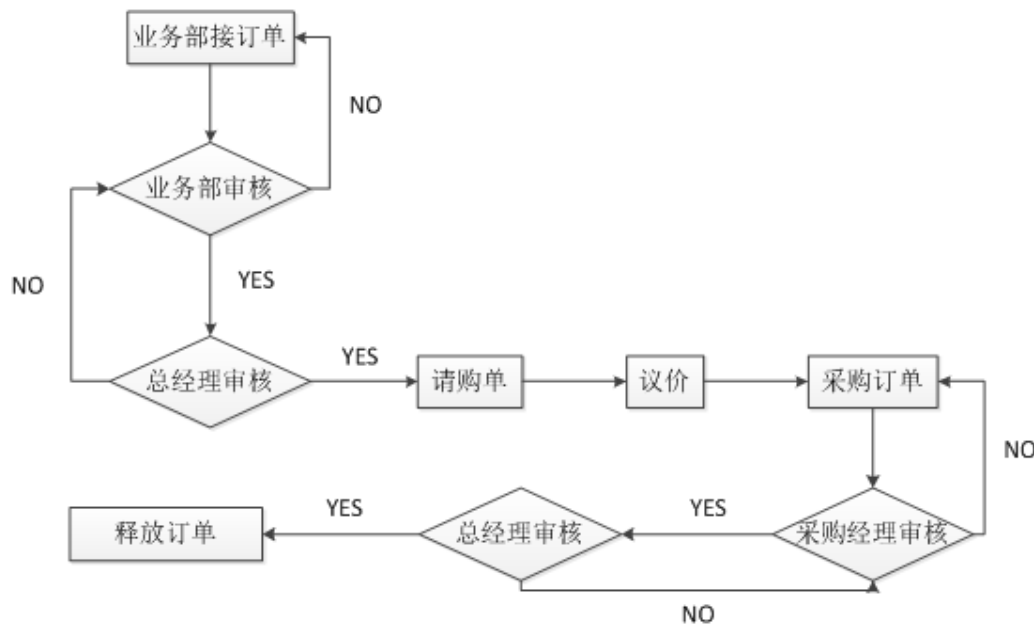 业务部接订单
NO
业务部审核
NO
YES
总经理审核
YES
请购单
议价
采购订单
NO
释放订单
YES
总经理审核
YES
采购经理审核
NO